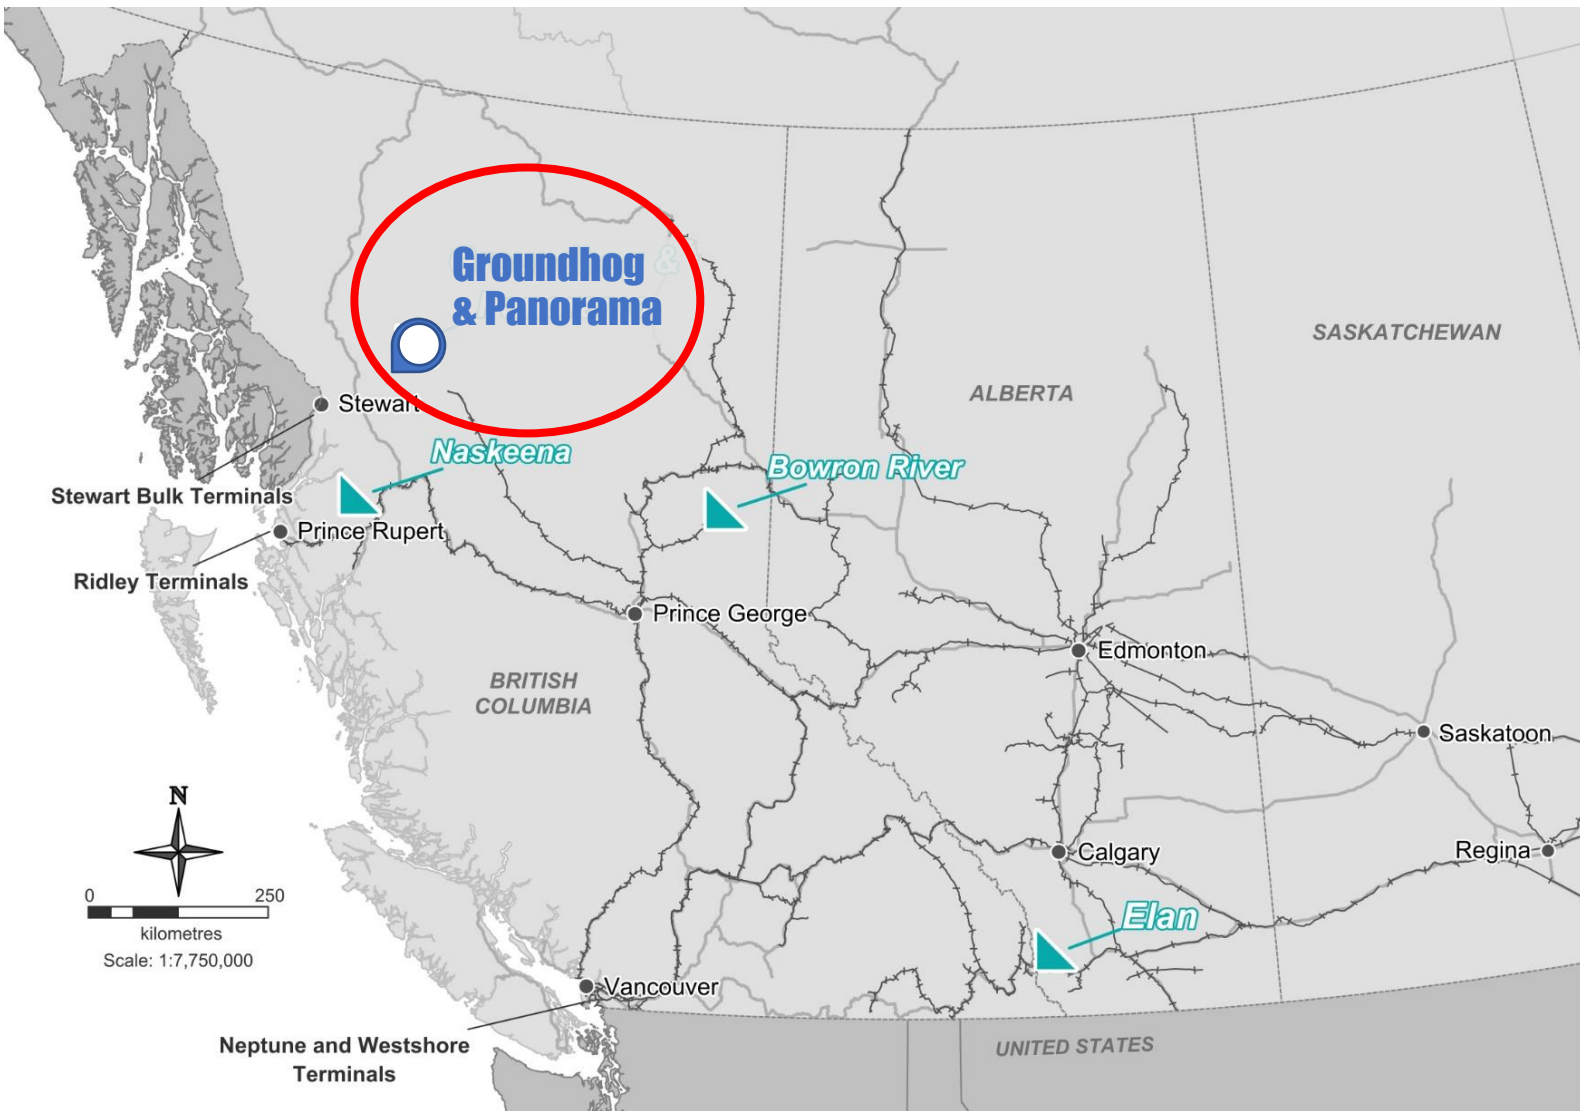 Groundhog
& Panorama
&
SASKATCHEWAN
ALBERTA
Stewart
Naskeena
Bowron River
Stewart Bulk Terminals
Prince Rupert
Ridley Terminals
Prince George
Edmonton
BRITISH
COLUMBIA
Saskatoon
N
Calgary
Regina
0
250
kilometres
Scale: 1:7,750,000
Elan
Vancouver
Neptune and Westshore
Terminals
UNITED STATES